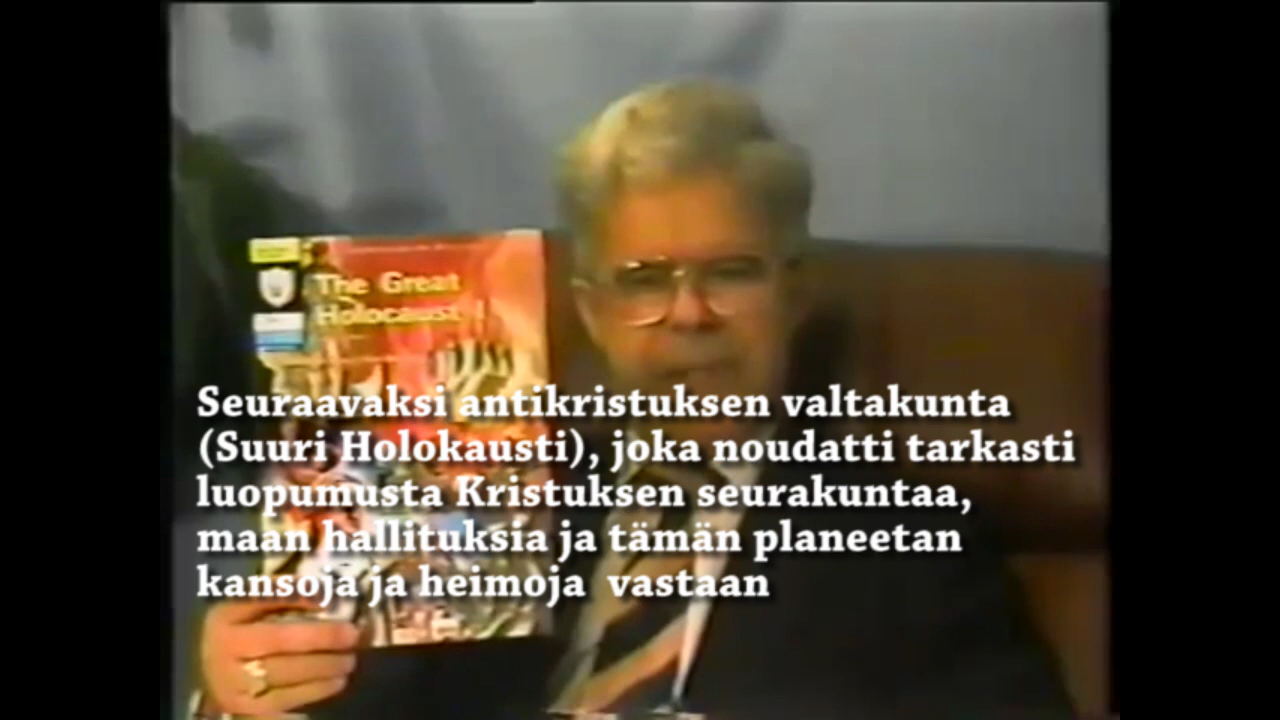 The Great
Holocaust I
Seuraavaksi antikristuksen valtakunta
(Suuri Holokausti), joka noudatti tarkasti
luopumusta Kristuksen seurakuntaa,
maan hallituksia ja tämän planeetan
kansoja ja heimoja vastaan